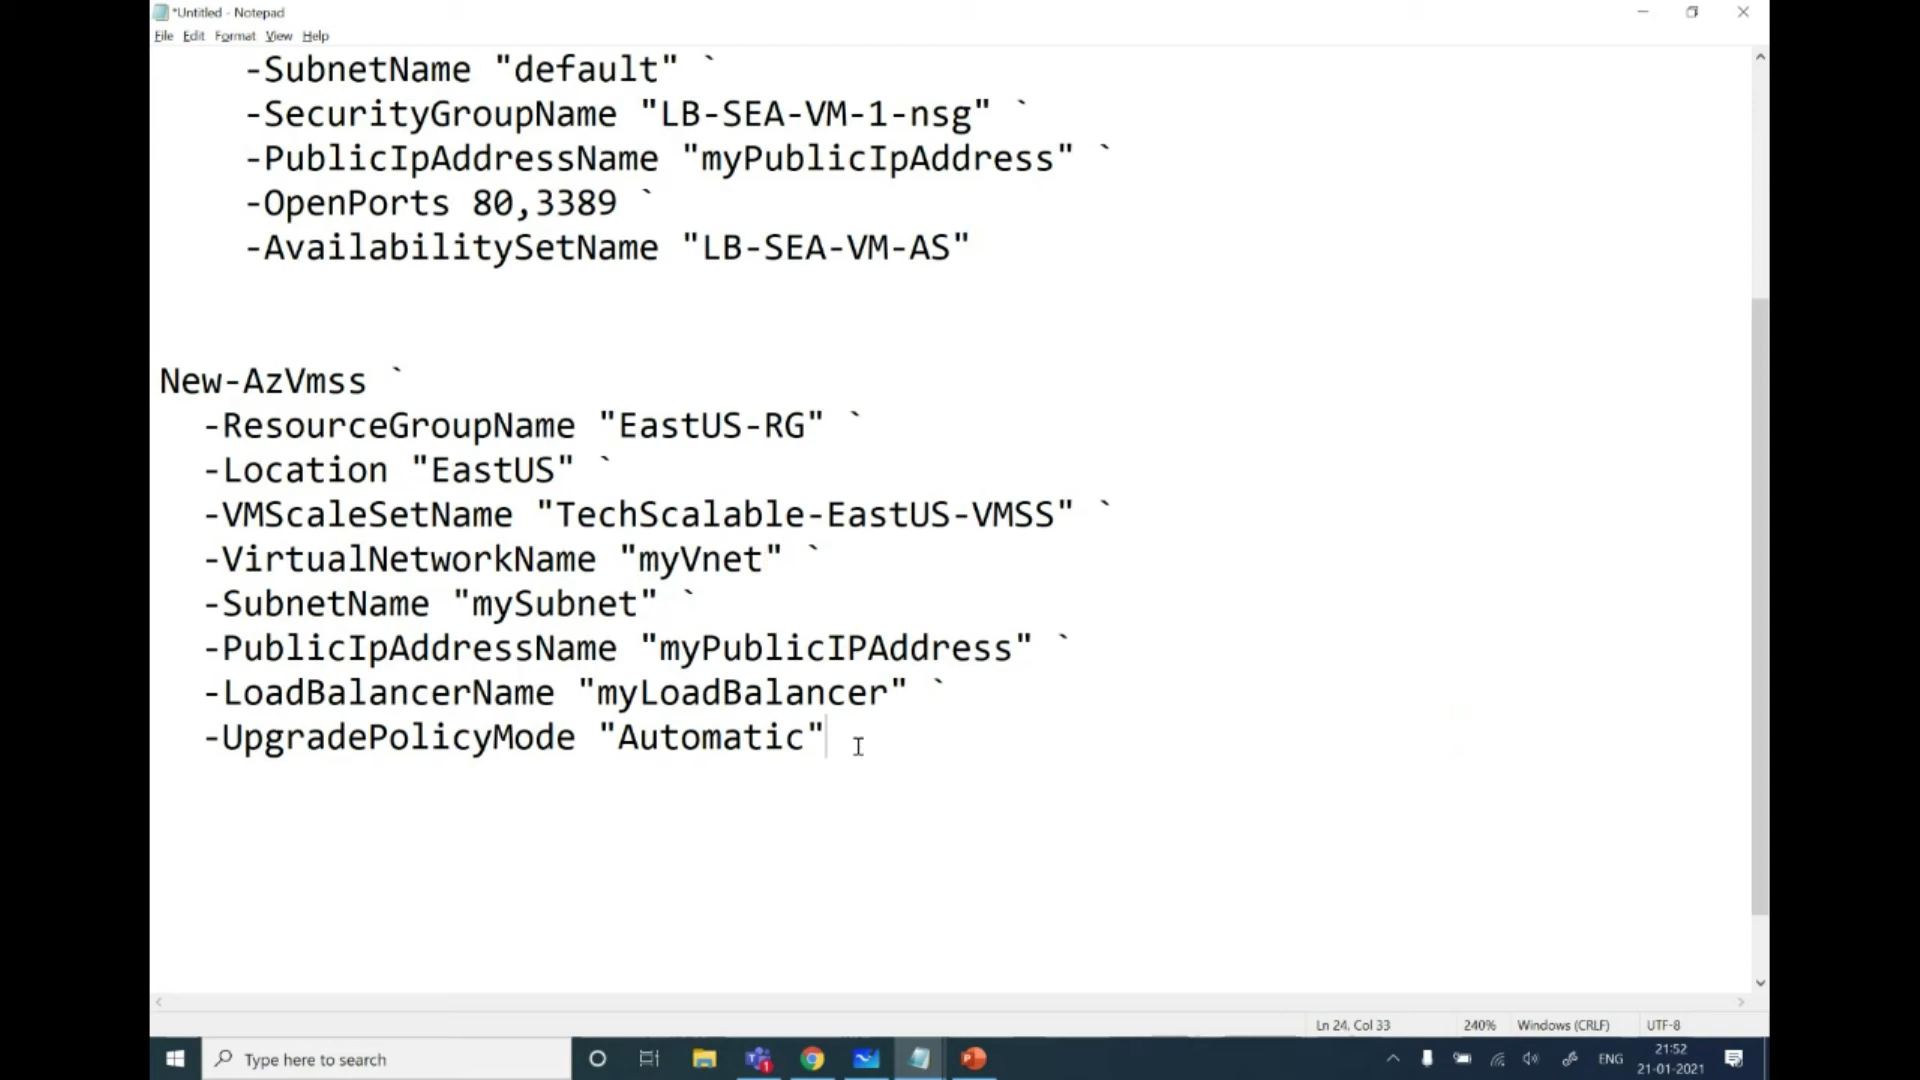 *Untitled - Notepad
File Edit Format View Help
-SubnetName "default" `
-SecurityGroupName "LB-SEA-VM-1-nsg" `
-PublicIpAddressName "myPublicIpAddress" `
-OpenPorts 80,3389 `
-AvailabilitySetName "LB-SEA-VM-AS"
New-AzVmss `
-ResourceGroupName "EastUS-RG" `
-Location "EastUS" `
-VMScaleSetName "TechScalable-EastUS-VMSS" `
-VirtualNetworkName "myVnet" `
-SubnetName "mySubnet" `
-PublicIpAddressName "myPublicIPAddress" `
-LoadBalancerName "myLoadBalancer" `
-UpgradePolicyMode "Automatic"
Ln 24, Col 33 240% Windows (CRLF) UTF-8
Type here to search
1
ENG
21:52
21-01-2021